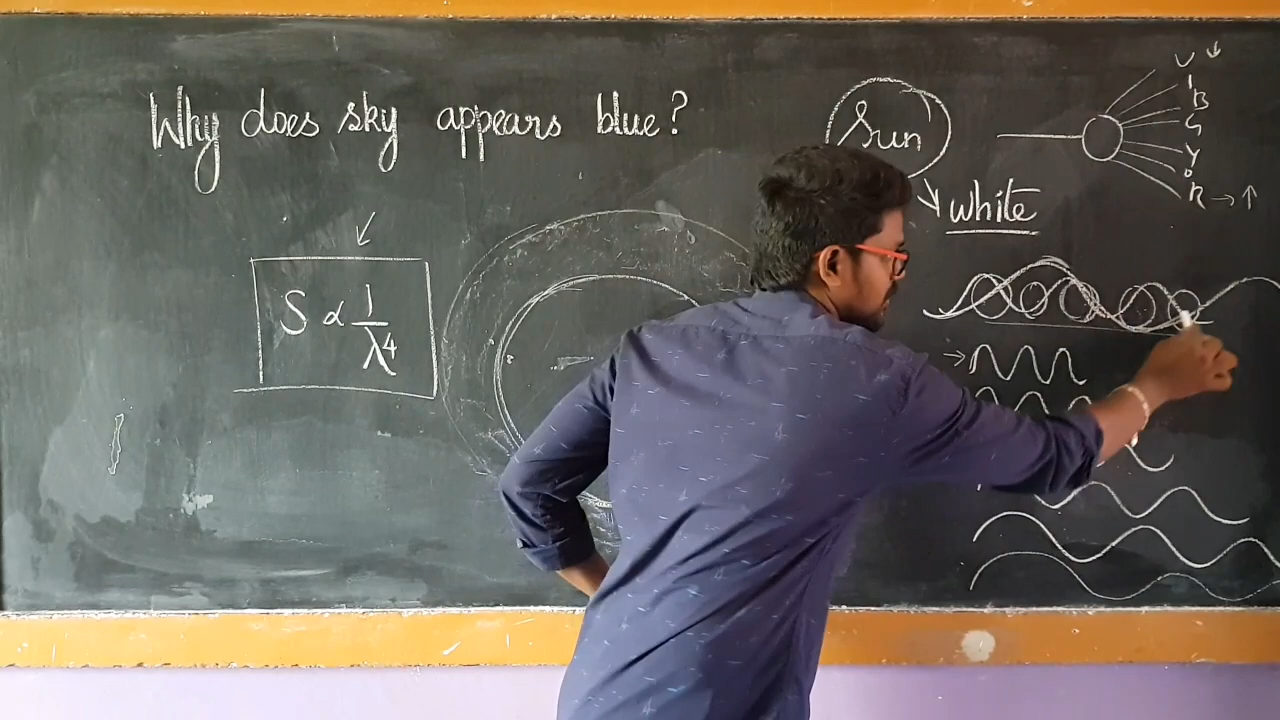 Why does sky appears blue?
Sun
white
S ∝ 1/λ⁴
V ↓
I
B
G
Y
O
R → ↑